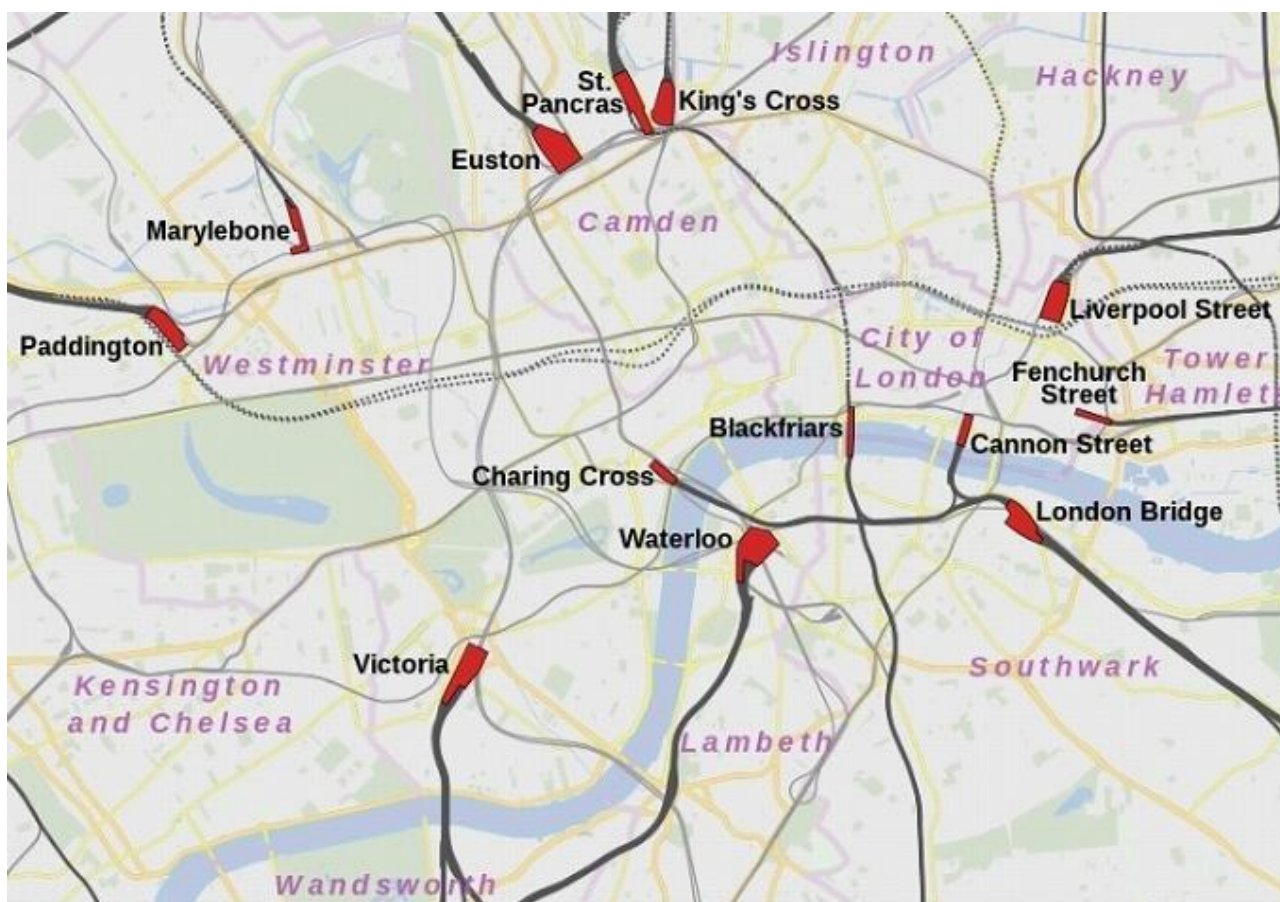 Islington
Hackney
St.
Pancras
King's Cross
Euston
Camden
Marylebone
Liverpool Street
Paddington
Westminster
City of
London
Tower
Hamlet
Fenchurch
Street
Blackfriars
Cannon Street
Charing Cross
London Bridge
Waterloo
Victoria
Southwark
Kensington
and Chelsea
Lambeth
Wandsworth